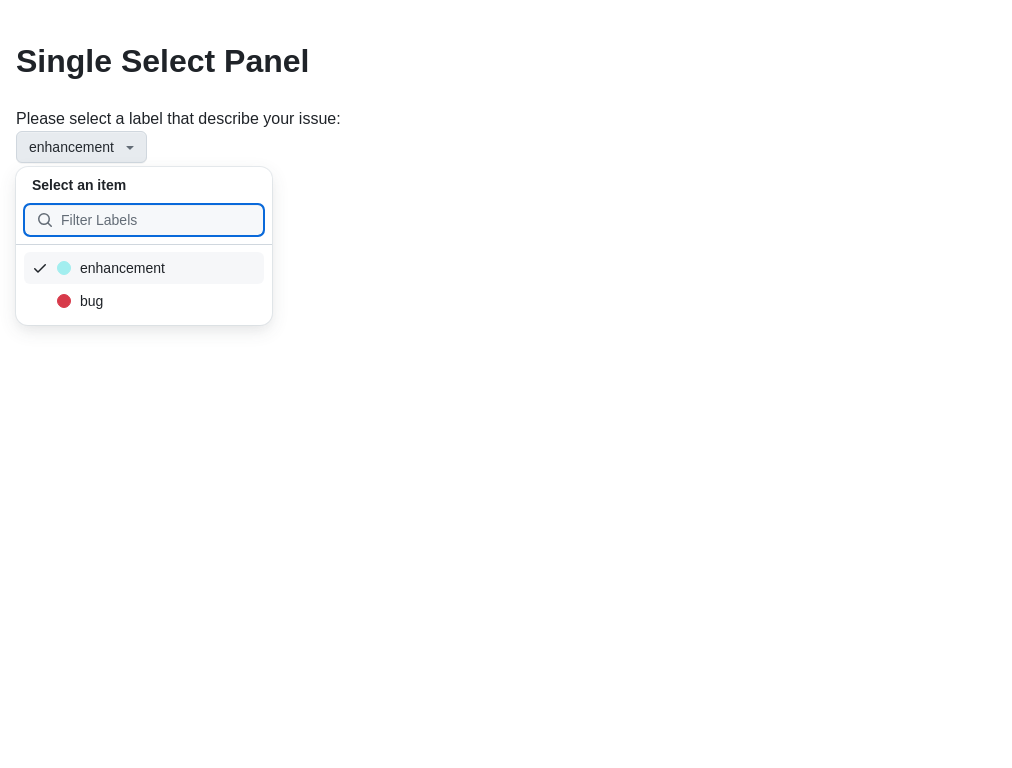 Single Select Panel
Please select a label that describe your issue:
enhancement
Select an item
Filter Labels
enhancement
bug